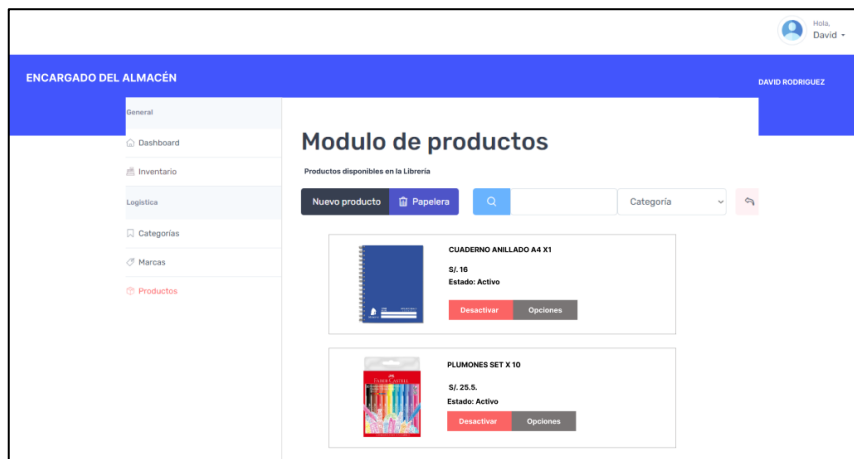 Hola,
David
ENCARGADO DEL ALMACÉN
DAVID RODRIGUEZ
General
Dashboard
Inventario
Logística
Categorías
Marcas
Productos
Modulo de productos
Productos disponibles en la Librería
Nuevo producto Papelera Categoría
CUADERNO ANILLADO A4 X1
S/. 16
Estado: Activo
Desactivar Opciones
PLUMONES SET X 10
FABER-CASTELL
S/. 25.5.
Estado: Activo
Desactivar Opciones